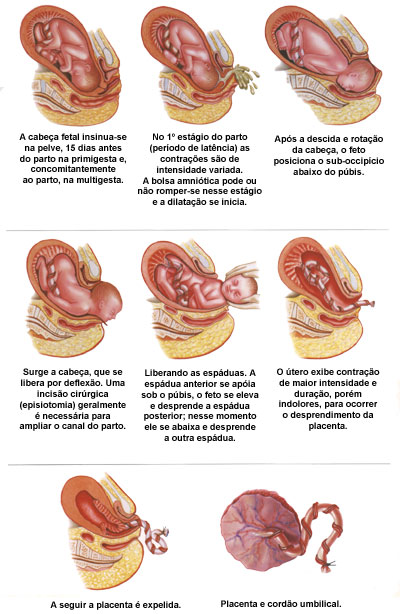 A cabeça fetal insinua-se
na pelve, 15 dias antes
do parto na primigesta e,
concomitantemente
ao parto, na multigesta.
No 1º estágio do parto
(período de latência) as
contrações são de
intensidade variada.
A bolsa amniótica pode ou
não romper-se nesse estágio
e a dilatação se inicia.
Após a descida e rotação
da cabeça, o feto
posiciona o sub-occipício
abaixo do púbis.
Surge a cabeça, que se
libera por deflexão. Uma
incisão cirúrgica
(episiotomia) geralmente
é necessária para
ampliar o canal do parto.
Liberando as espáduas. A
espádua anterior se apóia
sob o púbis, o feto se eleva
e desprende a espádua
posterior; nesse momento
ele se abaixa e desprende
a outra espádua.
O útero exibe contração
de maior intensidade e
duração, porém
indolores, para ocorrer
o desprendimento da
placenta.
A seguir a placenta é expelida.
Placenta e cordão umbilical.